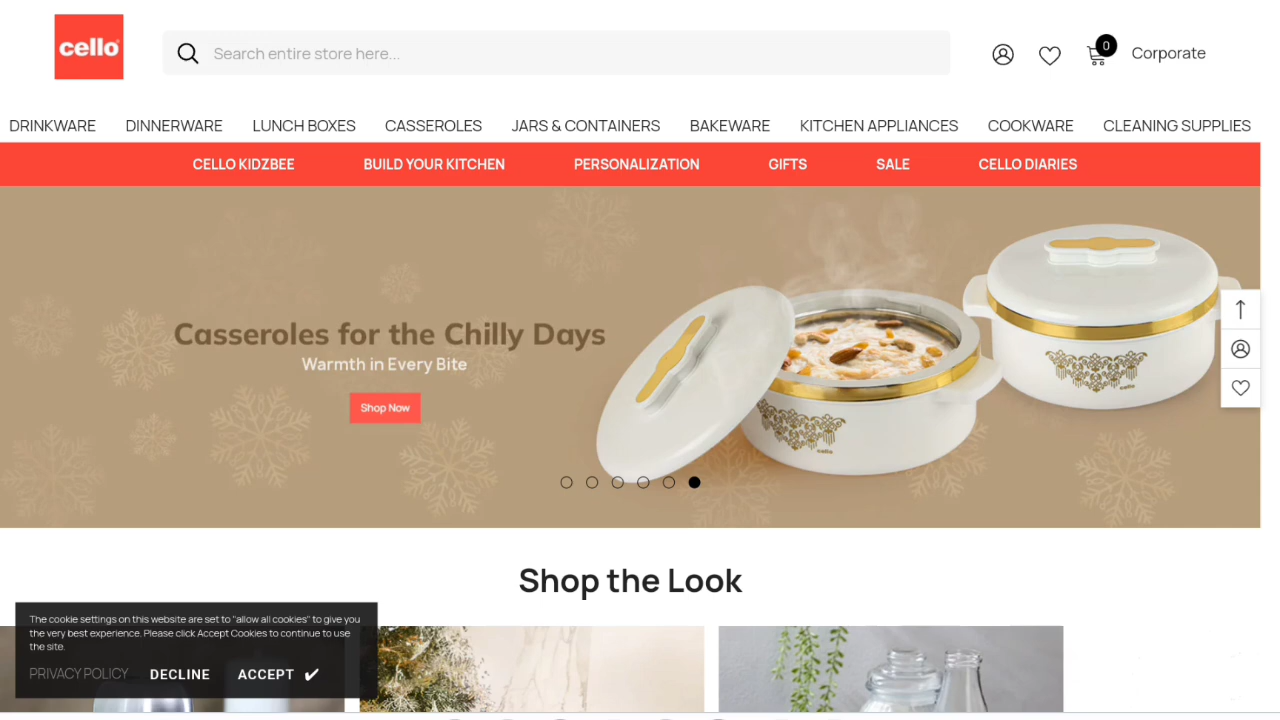 cello
Search entire store here...
0
Corporate
DRINKWARE DINNERWARE LUNCH BOXES CASSEROLES JARS & CONTAINERS BAKEWARE KITCHEN APPLIANCES COOKWARE CLEANING SUPPLIES
CELLO KIDZBEE BUILD YOUR KITCHEN PERSONALIZATION GIFTS SALE CELLO DIARIES
Casseroles for the Chilly Days
Warmth in Every Bite
Shop Now
cello
cello
Shop the Look
The cookie settings on this website are set to "allow all cookies" to give you
the very best experience. Please click Accept Cookies to continue to use
the site.
PRIVACY POLICY DECLINE ACCEPT ✔